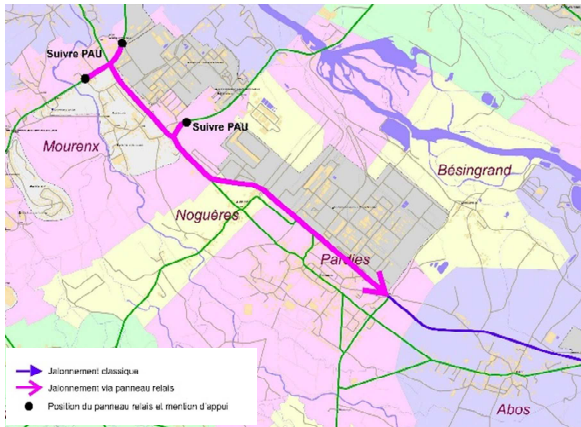 Suivre PAU
Suivre PAU
Mourenx
Bésingrand
Noguères
Pardies
Jalonnement classique
Jalonnement via panneau relais
Position du panneau relais et mention d'appui
Abos